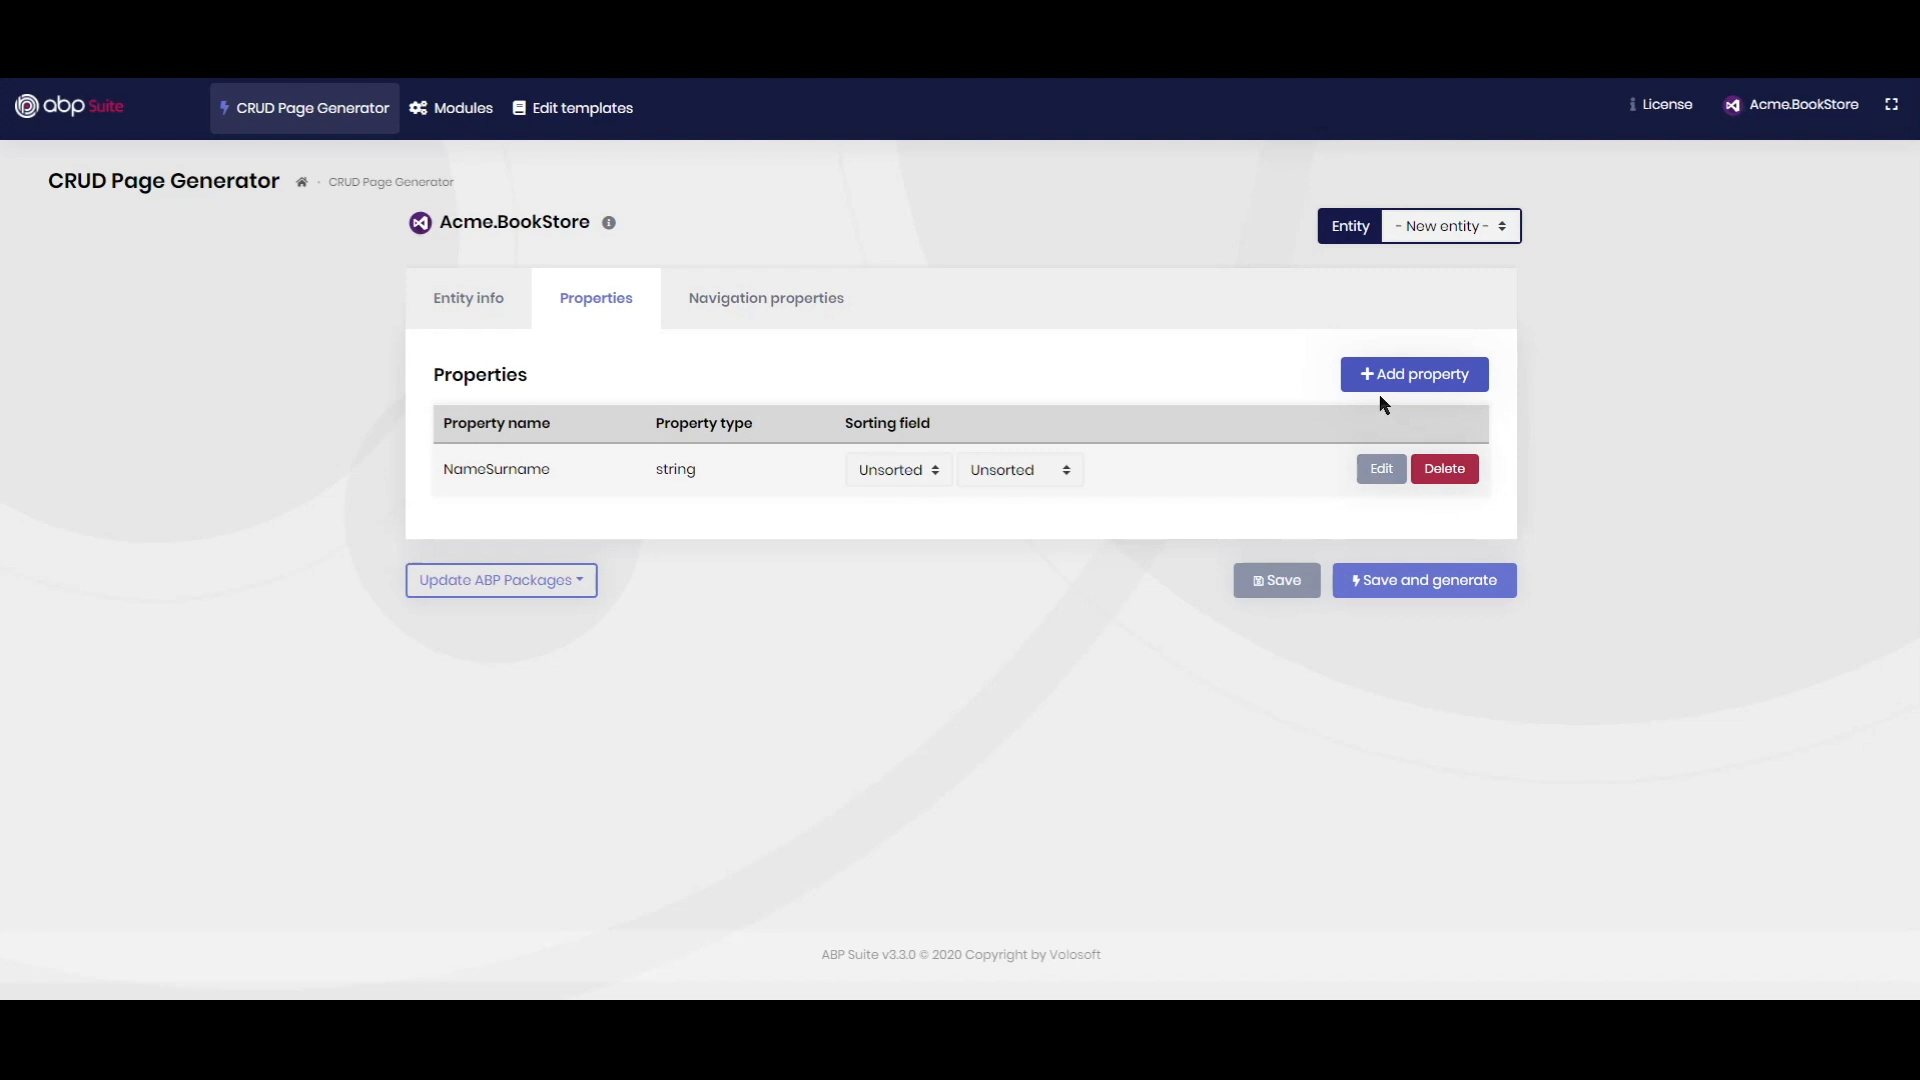 abp Suite
CRUD Page Generator
Modules
Edit templates
License
Acme.BookStore
CRUD Page Generator
CRUD Page Generator
Acme.BookStore
Entity
- New entity -
Entity info
Properties
Navigation properties
Properties
+ Add property
Property name
Property type
Sorting field
NameSurname
string
Unsorted
Unsorted
Edit
Delete
Update ABP Packages
Save
Save and generate
ABP Suite v3.3.0 © 2020 Copyright by Volosoft